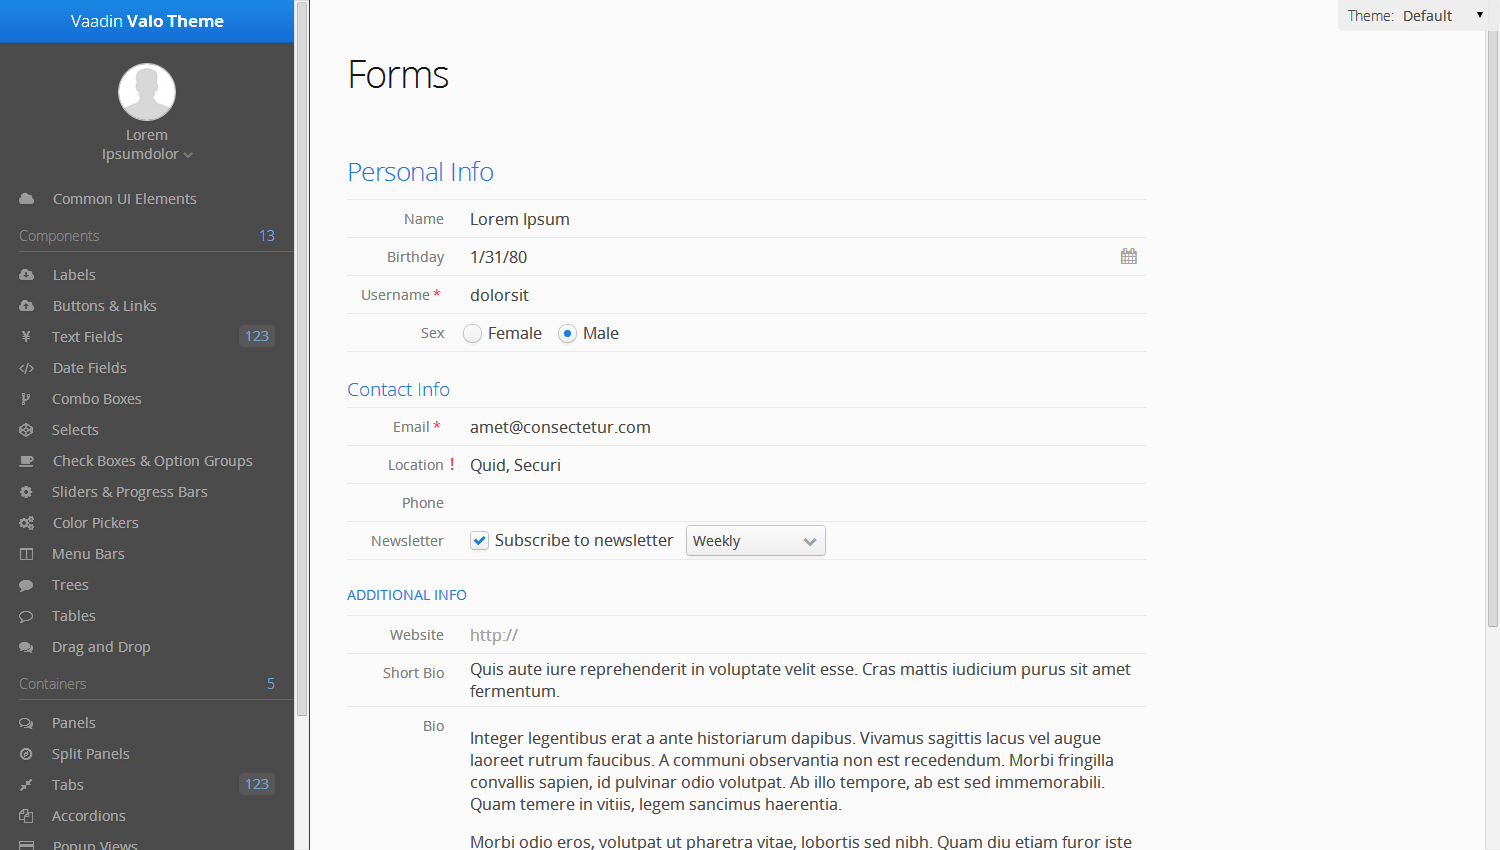 Vaadin Valo Theme
Lorem
Ipsumdolor
Common UI Elements
Components 13
Labels
Buttons & Links
Text Fields 123
Date Fields
Combo Boxes
Selects
Check Boxes & Option Groups
Sliders & Progress Bars
Color Pickers
Menu Bars
Trees
Tables
Drag and Drop
Containers 5
Panels
Split Panels
Tabs 123
Accordions
Popup Views
Theme: Default
Forms
Personal Info
Name Lorem Ipsum
Birthday 1/31/80
Username * dolorsit
Sex Female Male
Contact Info
Email * amet@consectetur.com
Location ! Quid, Securi
Phone
Newsletter Subscribe to newsletter Weekly
ADDITIONAL INFO
Website http://
Short Bio Quis aute iure reprehenderit in voluptate velit esse. Cras mattis iudicium purus sit amet
fermentum.
Bio
Integer legentibus erat a ante historiarum dapibus. Vivamus sagittis lacus vel augue
laoreet rutrum faucibus. A communi observantia non est recedendum. Morbi fringilla
convallis sapien, id pulvinar odio volutpat. Ab illo tempore, ab est sed immemorabili.
Quam temere in vitiis, legem sancimus haerentia.
Morbi odio eros, volutpat ut pharetra vitae, lobortis sed nibh. Quam diu etiam furor iste